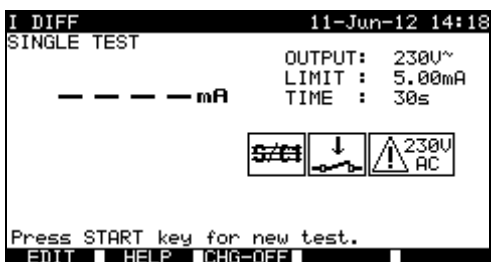 I DIFF 11-Jun-12 14:18
SINGLE TEST
OUTPUT: 230V~
LIMIT : 5.00mA
– – – – mA TIME : 30s
S/C1 230V AC
Press START key for new test.
EDIT HELP CHG-OFF